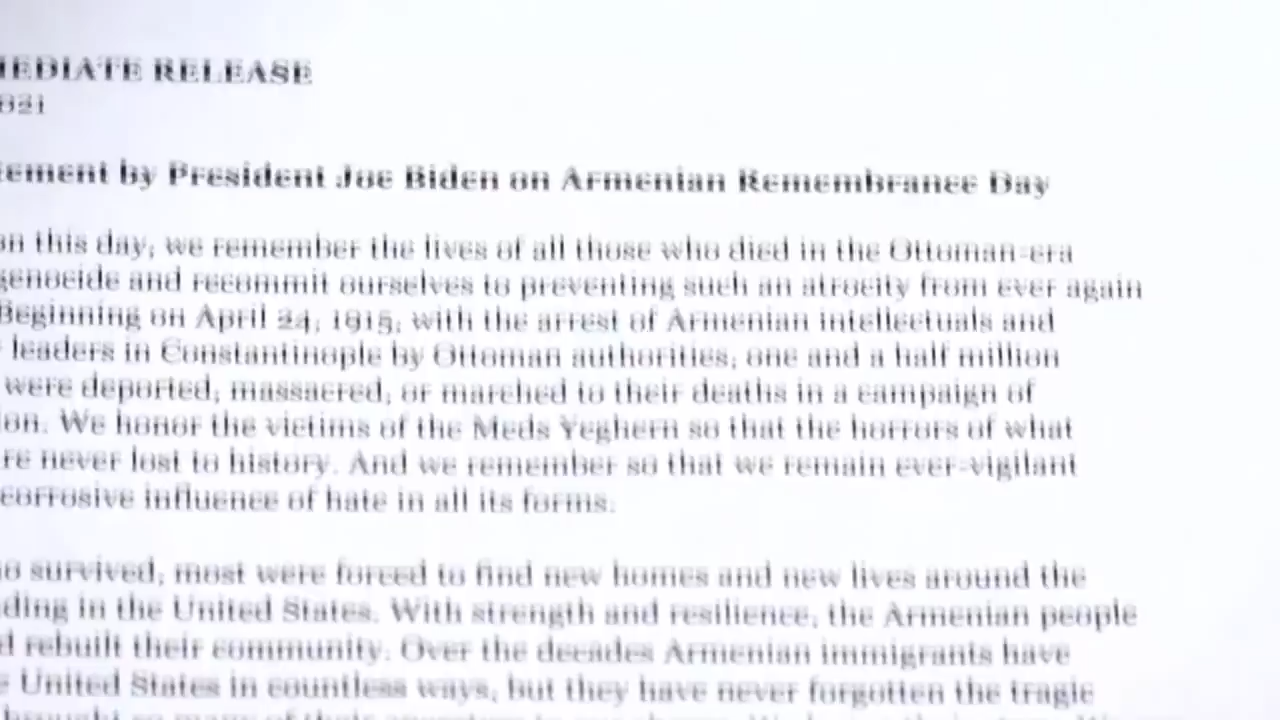 MEDIATE RELEASE
021
tement by President Joe Biden on Armenian Remembrance Day
on this day, we remember the lives of all those who died in the Ottoman-era
genocide and recommit ourselves to preventing such an atrocity from ever again
Beginning on April 24, 1915, with the arrest of Armenian intellectuals and
leaders in Constantinople by Ottoman authorities, one and a half million
were deported, massacred, or marched to their deaths in a campaign of
ion. We honor the victims of the Meds Yeghern so that the horrors of what
re never lost to history. And we remember so that we remain ever-vigilant
corrosive influence of hate in all its forms.
o survived, most were forced to find new homes and new lives around the
ding in the United States. With strength and resilience, the Armenian people
d rebuilt their community. Over the decades Armenian immigrants have
e United States in countless ways, but they have never forgotten the tragic